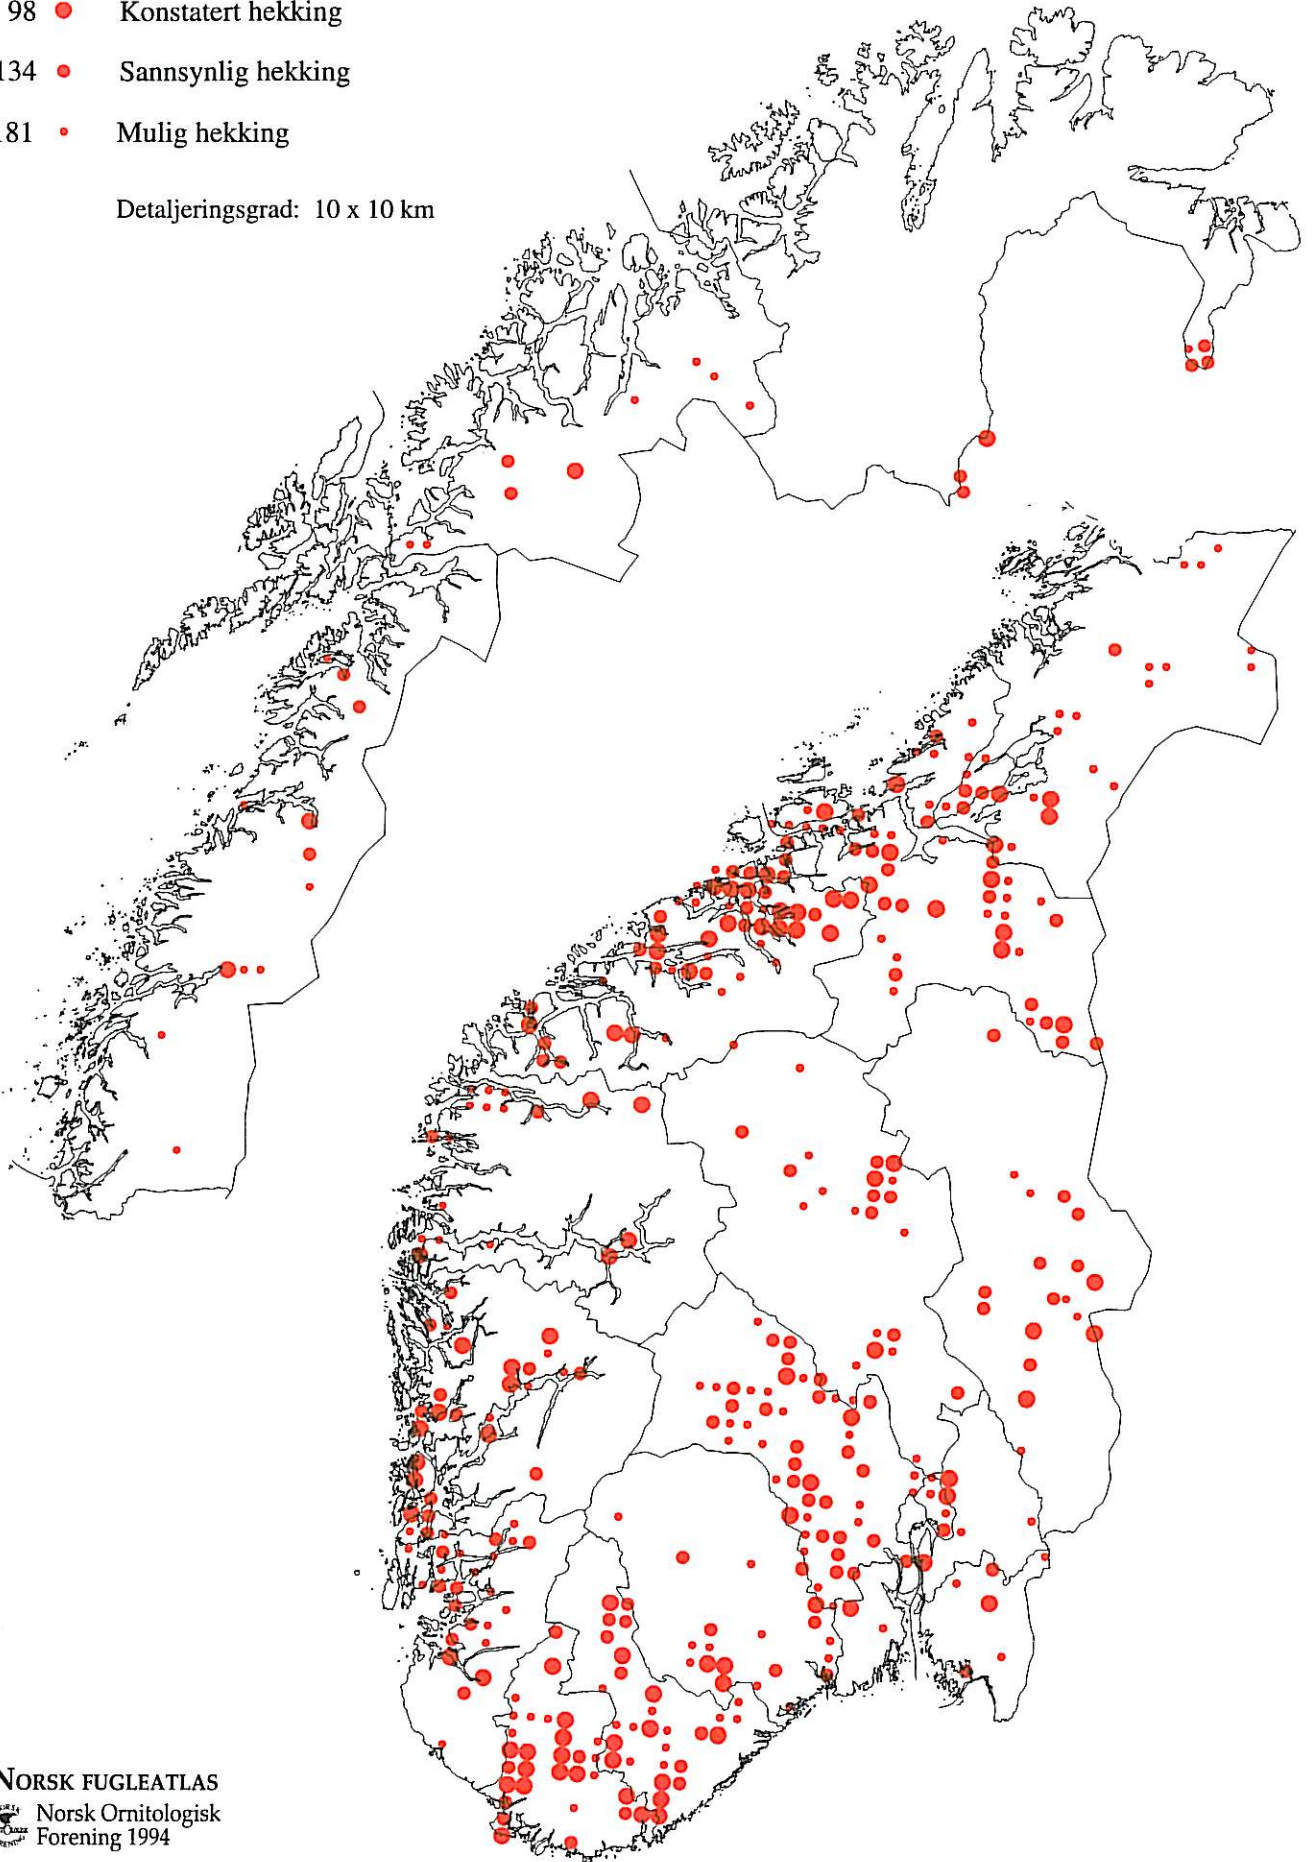 98 Konstatert hekking
134 Sannsynlig hekking
181 Mulig hekking
Detaljeringsgrad: 10 x 10 km
NORSK FUGLEATLAS
Norsk Ornitologisk
Forening 1994